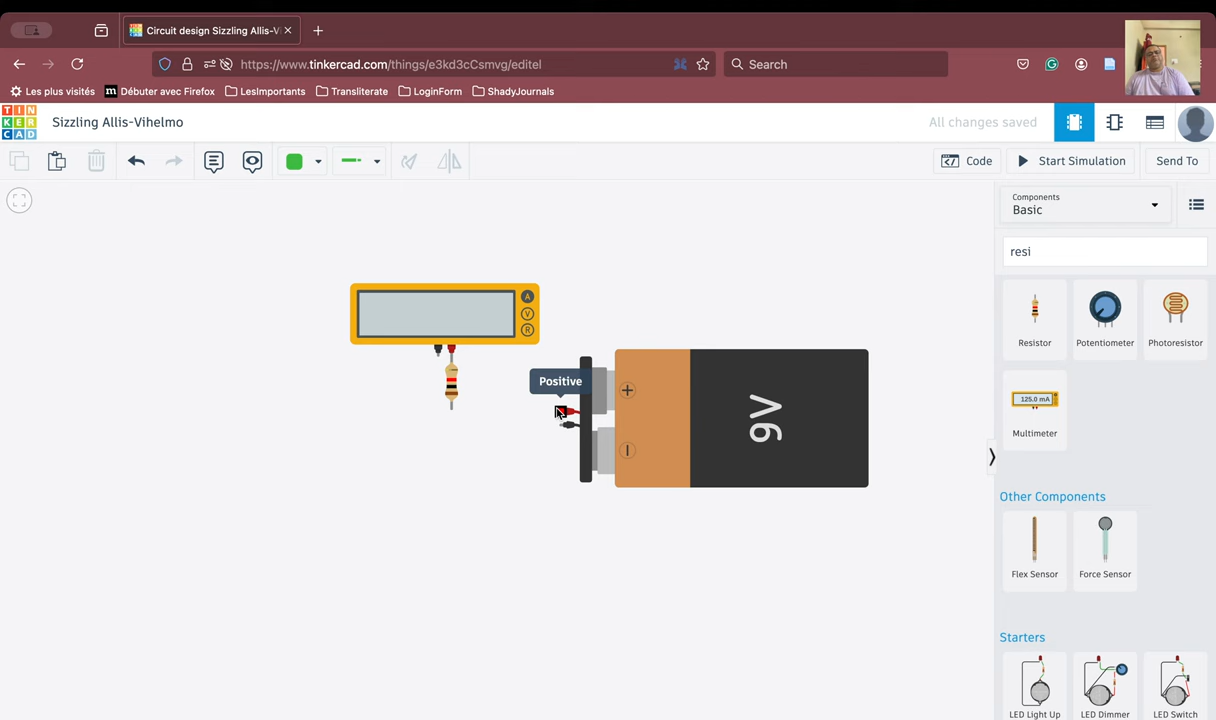 Circuit design Sizzling Allis-Vi
https://www.tinkercad.com/things/e3kd3cCsmvg/editel
Search
Les plus visités
Débuter avec Firefox
LesImportants
Transliterate
LoginForm
ShadyJournals
TIN
KER
CAD
Sizzling Allis-Vihelmo
All changes saved
Code
Start Simulation
Send To
Components
Basic
resi
A
V
R
Positive
+
9V
Resistor
Potentiometer
Photoresistor
125.0 mA
Multimeter
Other Components
Flex Sensor
Force Sensor
Starters
LED Light Up
LED Dimmer
LED Switch